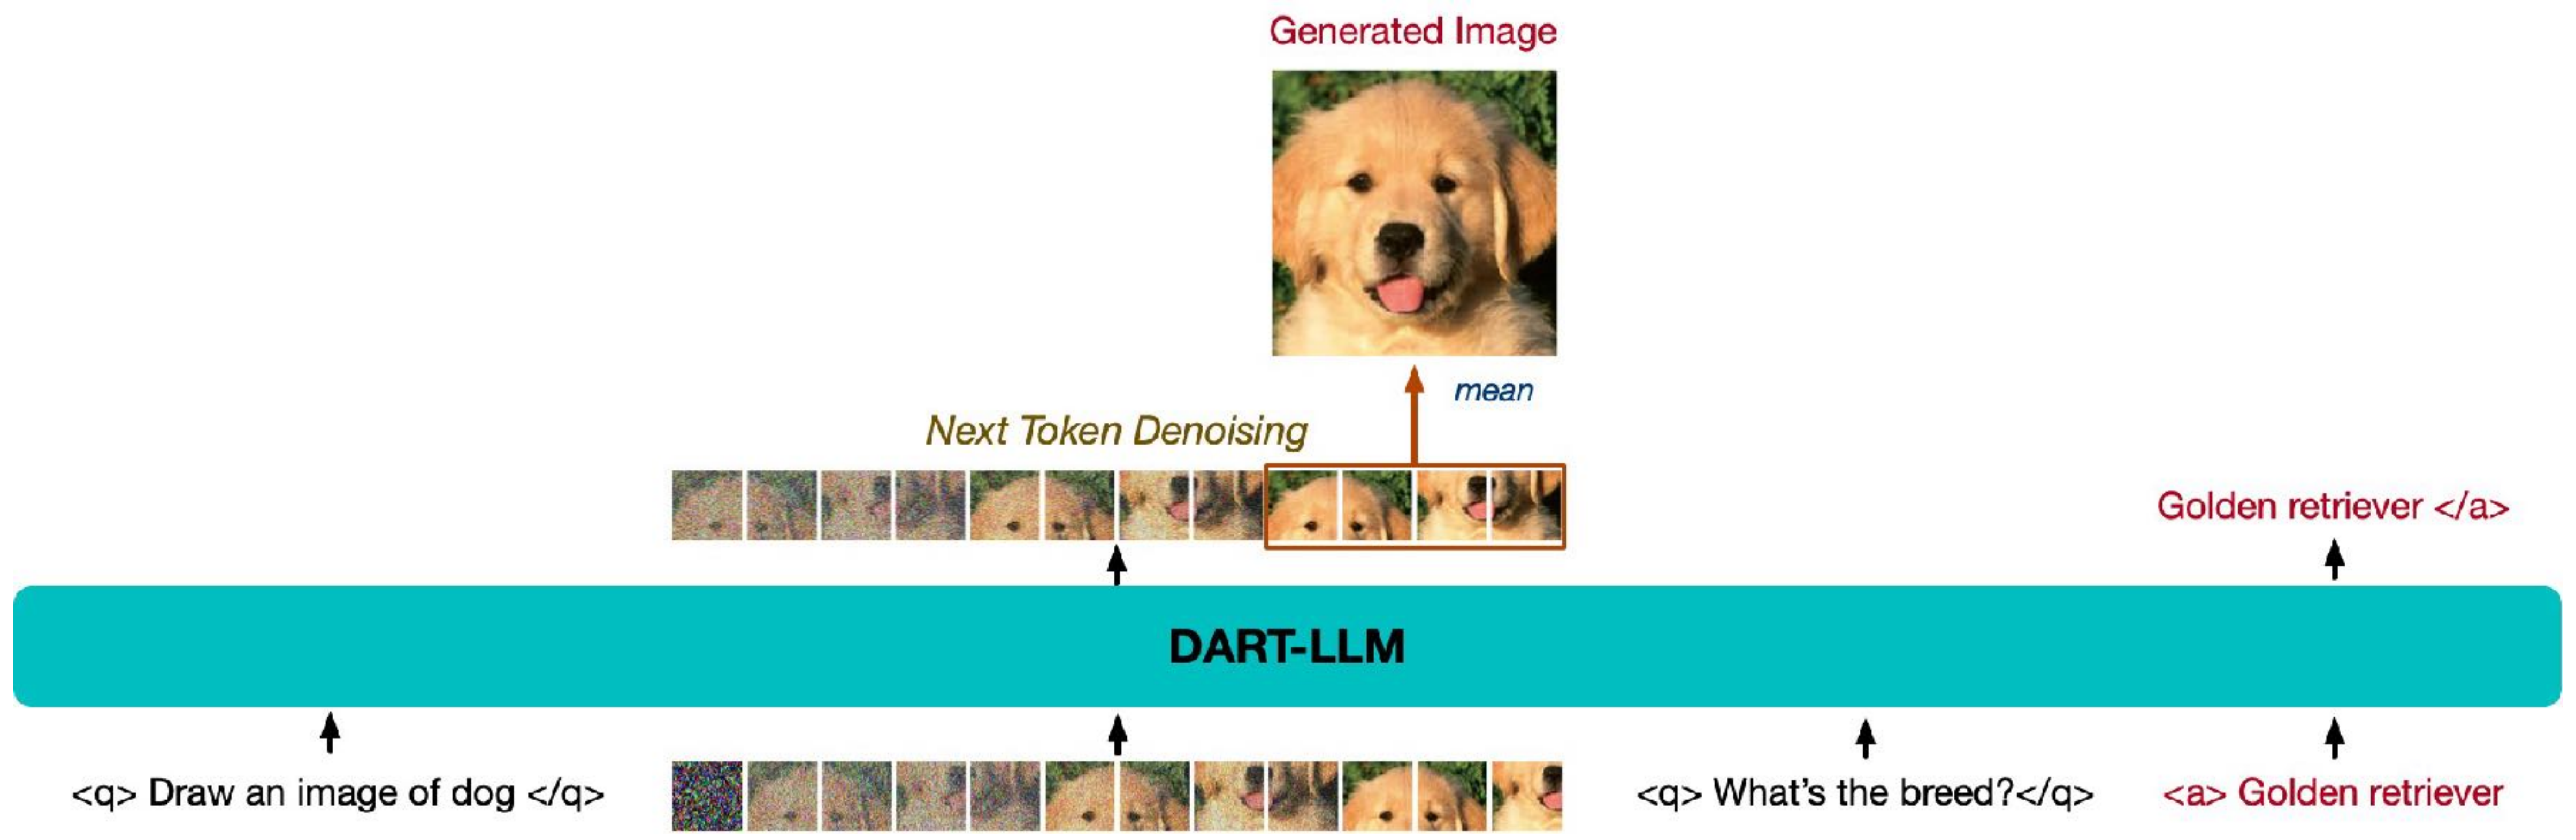 Generated Image
mean
Next Token Denoising
Golden retriever </a>
DART-LLM
<q> Draw an image of dog </q>
<q> What's the breed?</q>
<a> Golden retriever